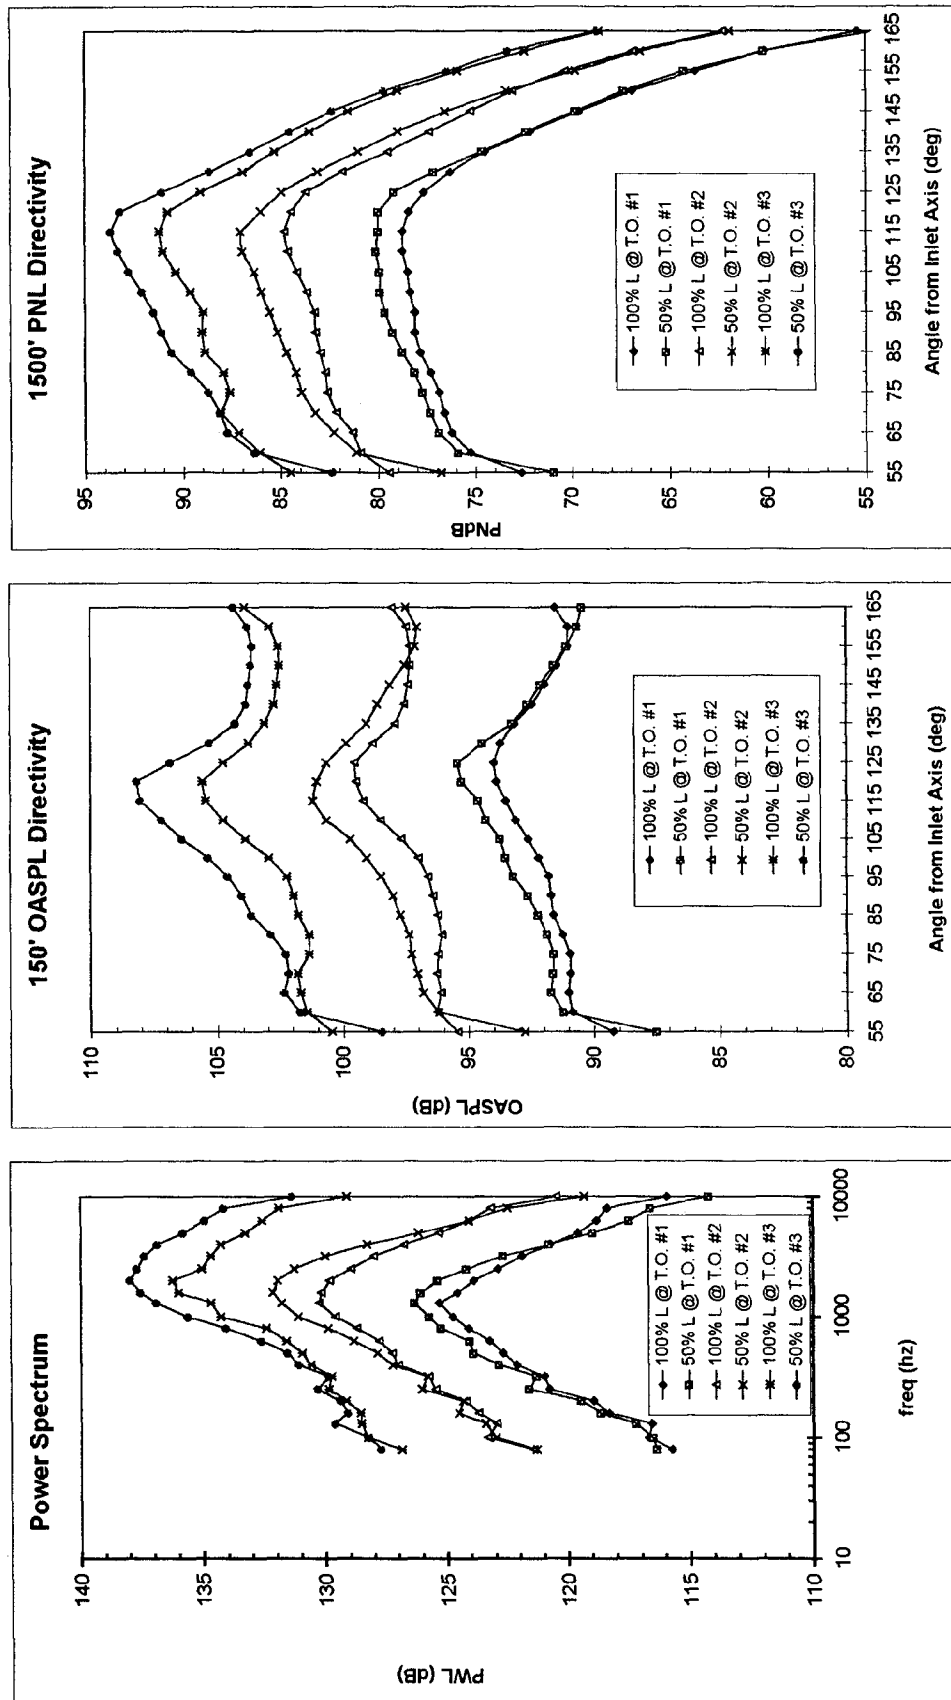 Power Spectrum
140
135
130
125
120
115
110
PWL (dB)
10
100
1000
10000
freq (hz)
100% L @T.O. #1
50% L @T.O. #1
100% L @T.O. #2
50% L @T.O. #2
100% L @T.O. #3
50% L @T.O. #3
150' OASPL Directivity
110
105
100
95
90
85
80
OASPL (dB)
55
65
75
85
95
105
115
125
135
145
155
165
Angle from Inlet Axis (deg)
100% L @T.O. #1
50% L @T.O. #1
100% L @T.O. #2
50% L @T.O. #2
100% L @T.O. #3
50% L @T.O. #3
1500' PNL Directivity
95
90
85
80
75
70
65
60
55
PNdB
55
65
75
85
95
105
115
125
135
145
155
165
Angle from Inlet Axis (deg)
100% L @T.O. #1
50% L @T.O. #1
100% L @T.O. #2
50% L @T.O. #2
100% L @T.O. #3
50% L @T.O. #3